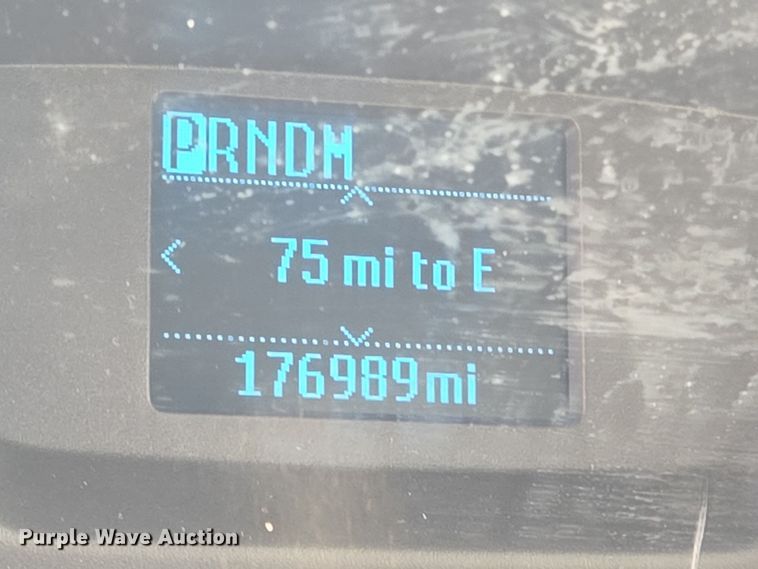 PRNDM
75 mi to E
176989mi
Purple Wave Auction